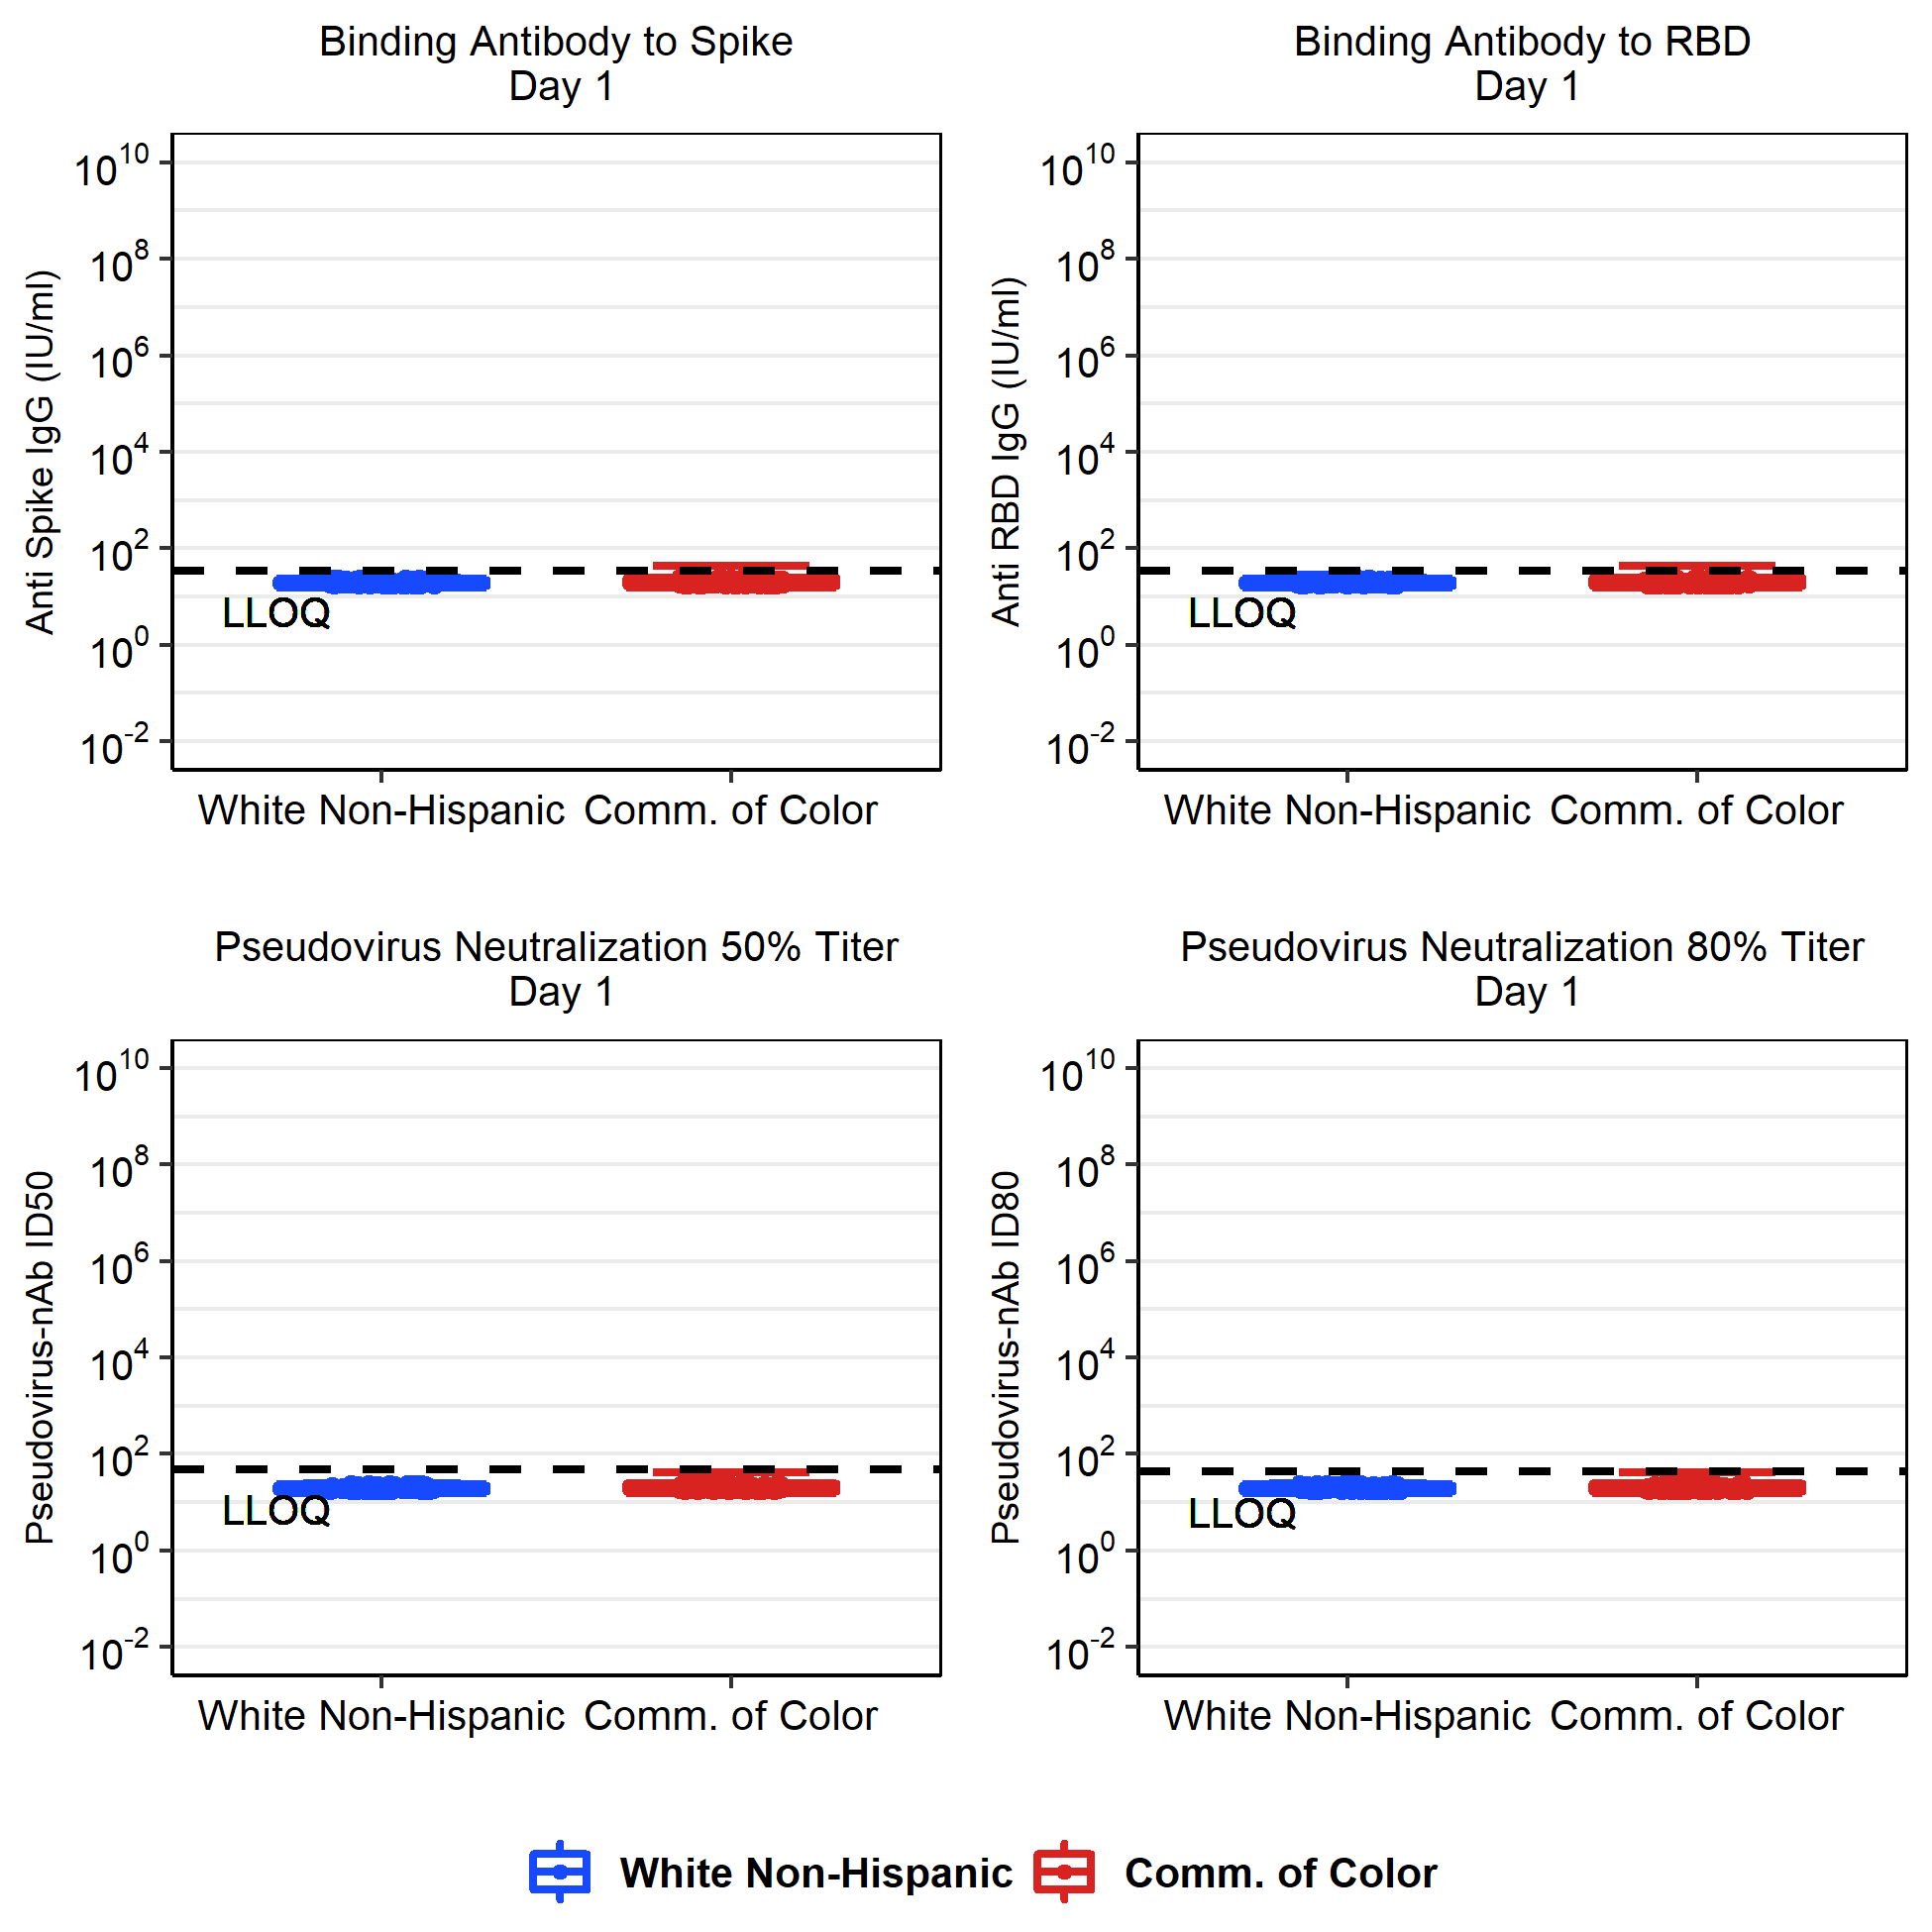 Binding Antibody to Spike
Day 1
Anti Spike IgG (IU/ml)
10^10
10^8
10^6
10^4
10^2
10^0
10^-2
LLOQ
White Non-Hispanic Comm. of Color
Binding Antibody to RBD
Day 1
Anti RBD IgG (IU/ml)
10^10
10^8
10^6
10^4
10^2
10^0
10^-2
LLOQ
White Non-Hispanic Comm. of Color
Pseudovirus Neutralization 50% Titer
Day 1
Pseudovirus-nAb ID50
10^10
10^8
10^6
10^4
10^2
10^0
10^-2
LLOQ
White Non-Hispanic Comm. of Color
Pseudovirus Neutralization 80% Titer
Day 1
Pseudovirus-nAb ID80
10^10
10^8
10^6
10^4
10^2
10^0
10^-2
LLOQ
White Non-Hispanic Comm. of Color
White Non-Hispanic Comm. of Color